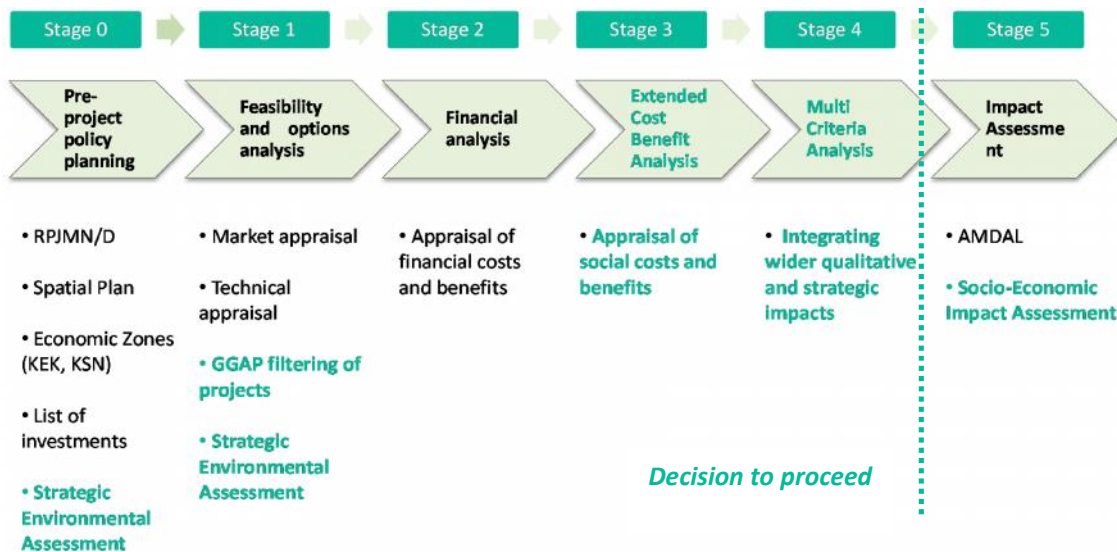 Stage 0
Stage 1
Stage 2
Stage 3
Stage 4
Stage 5
Pre-
project
policy
planning
Feasibility
and options
analysis
Financial
analysis
Extended
Cost
Benefit
Analysis
Multi
Criteria
Analysis
Impact
Assessme
nt
• RPJMN/D
• Spatial Plan
• Economic Zones
(KEK, KSN)
• List of
investments
• Strategic
Environmental
Assessment
• Market appraisal
• Technical
appraisal
• GGAP filtering of
projects
• Strategic
Environmental
Assessment
• Appraisal of
financial costs
and benefits
• Appraisal of
social costs and
benefits
• Integrating
wider qualitative
and strategic
impacts
• AMDAL
• Socio-Economic
Impact Assessment
Decision to proceed